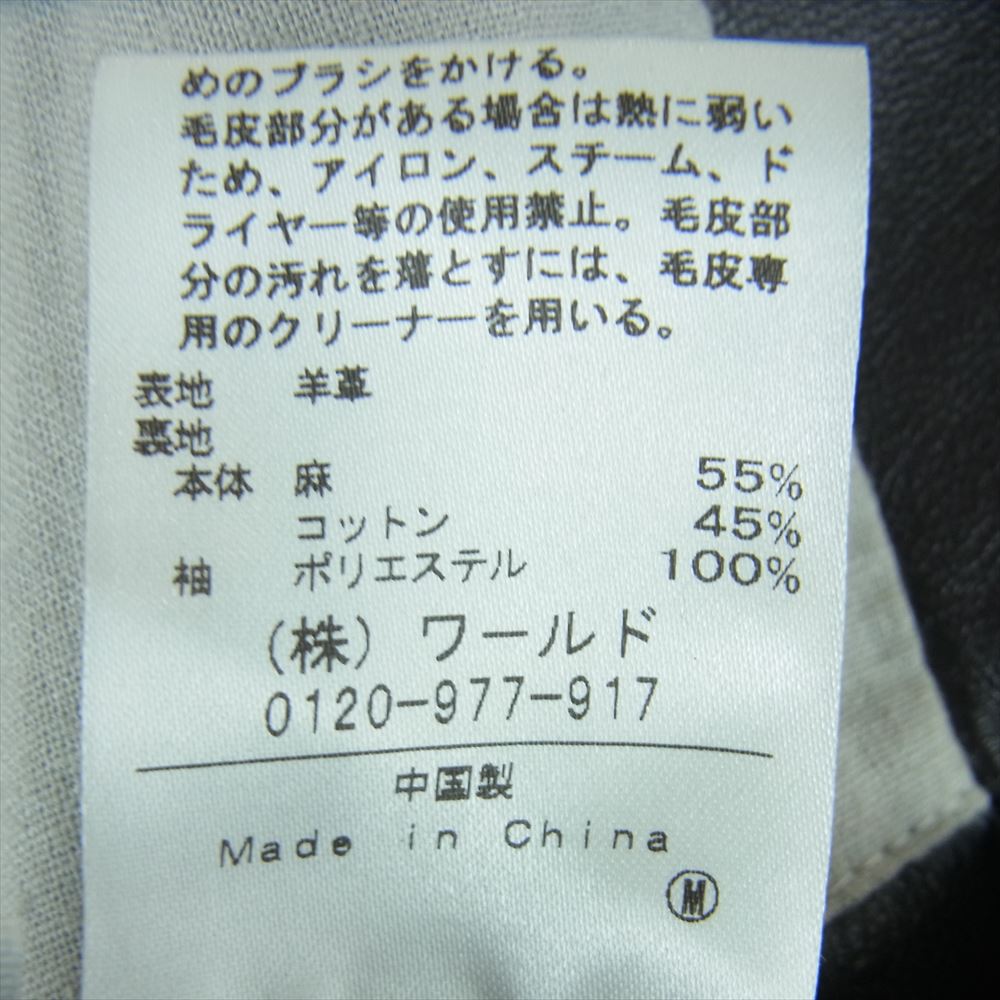 めのブラシをかける。
毛皮部分がある場合は熱に弱い
ため、アイロン、スチーム、ド
ライヤー等の使用禁止。毛皮部
分の汚れを落とすには、毛皮専
用のクリーナーを用いる。
表地 羊革
裏地
本体 麻 55%
コットン 45%
袖 ポリエステル 100%
(株) ワールド
0120-977-917
中国製
Made in China
M